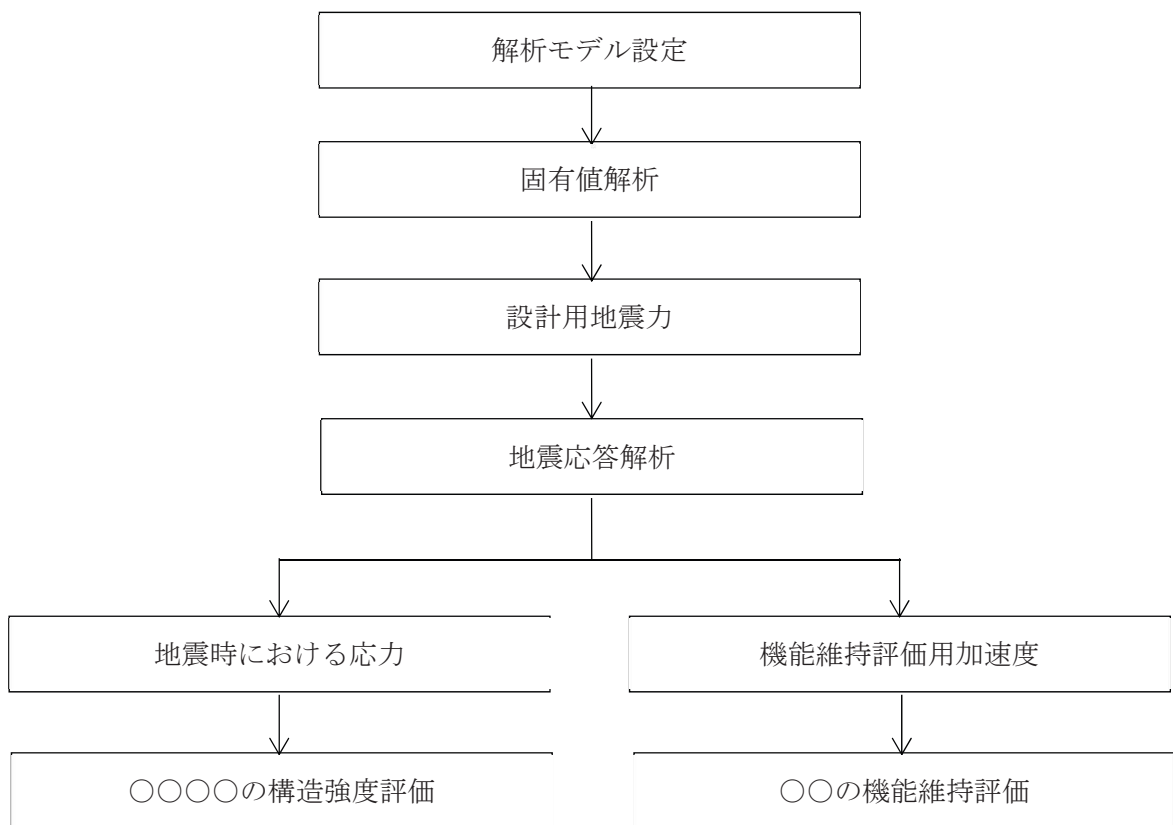 解析モデル設定
固有値解析
設計用地震力
地震応答解析
地震時における応力
機能維持評価用加速度
○○○○の構造強度評価
○○の機能維持評価